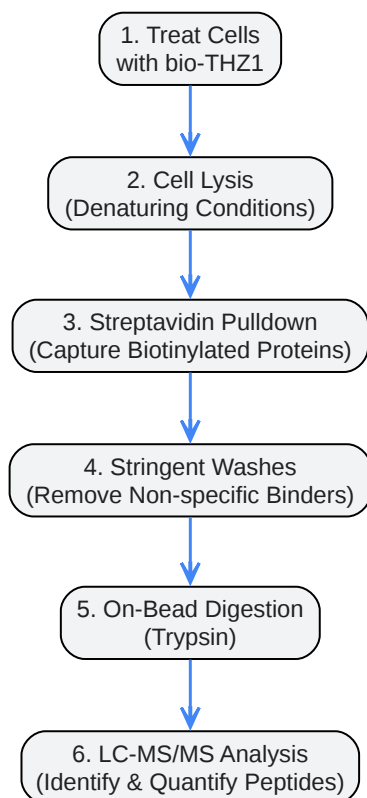 1. Treat Cells
with bio-THZ1
2. Cell Lysis
(Denaturing Conditions)
3. Streptavidin Pulldown
(Capture Biotinylated Proteins)
4. Stringent Washes
(Remove Non-specific Binders)
5. On-Bead Digestion
(Trypsin)
6. LC-MS/MS Analysis
(Identify & Quantify Peptides)